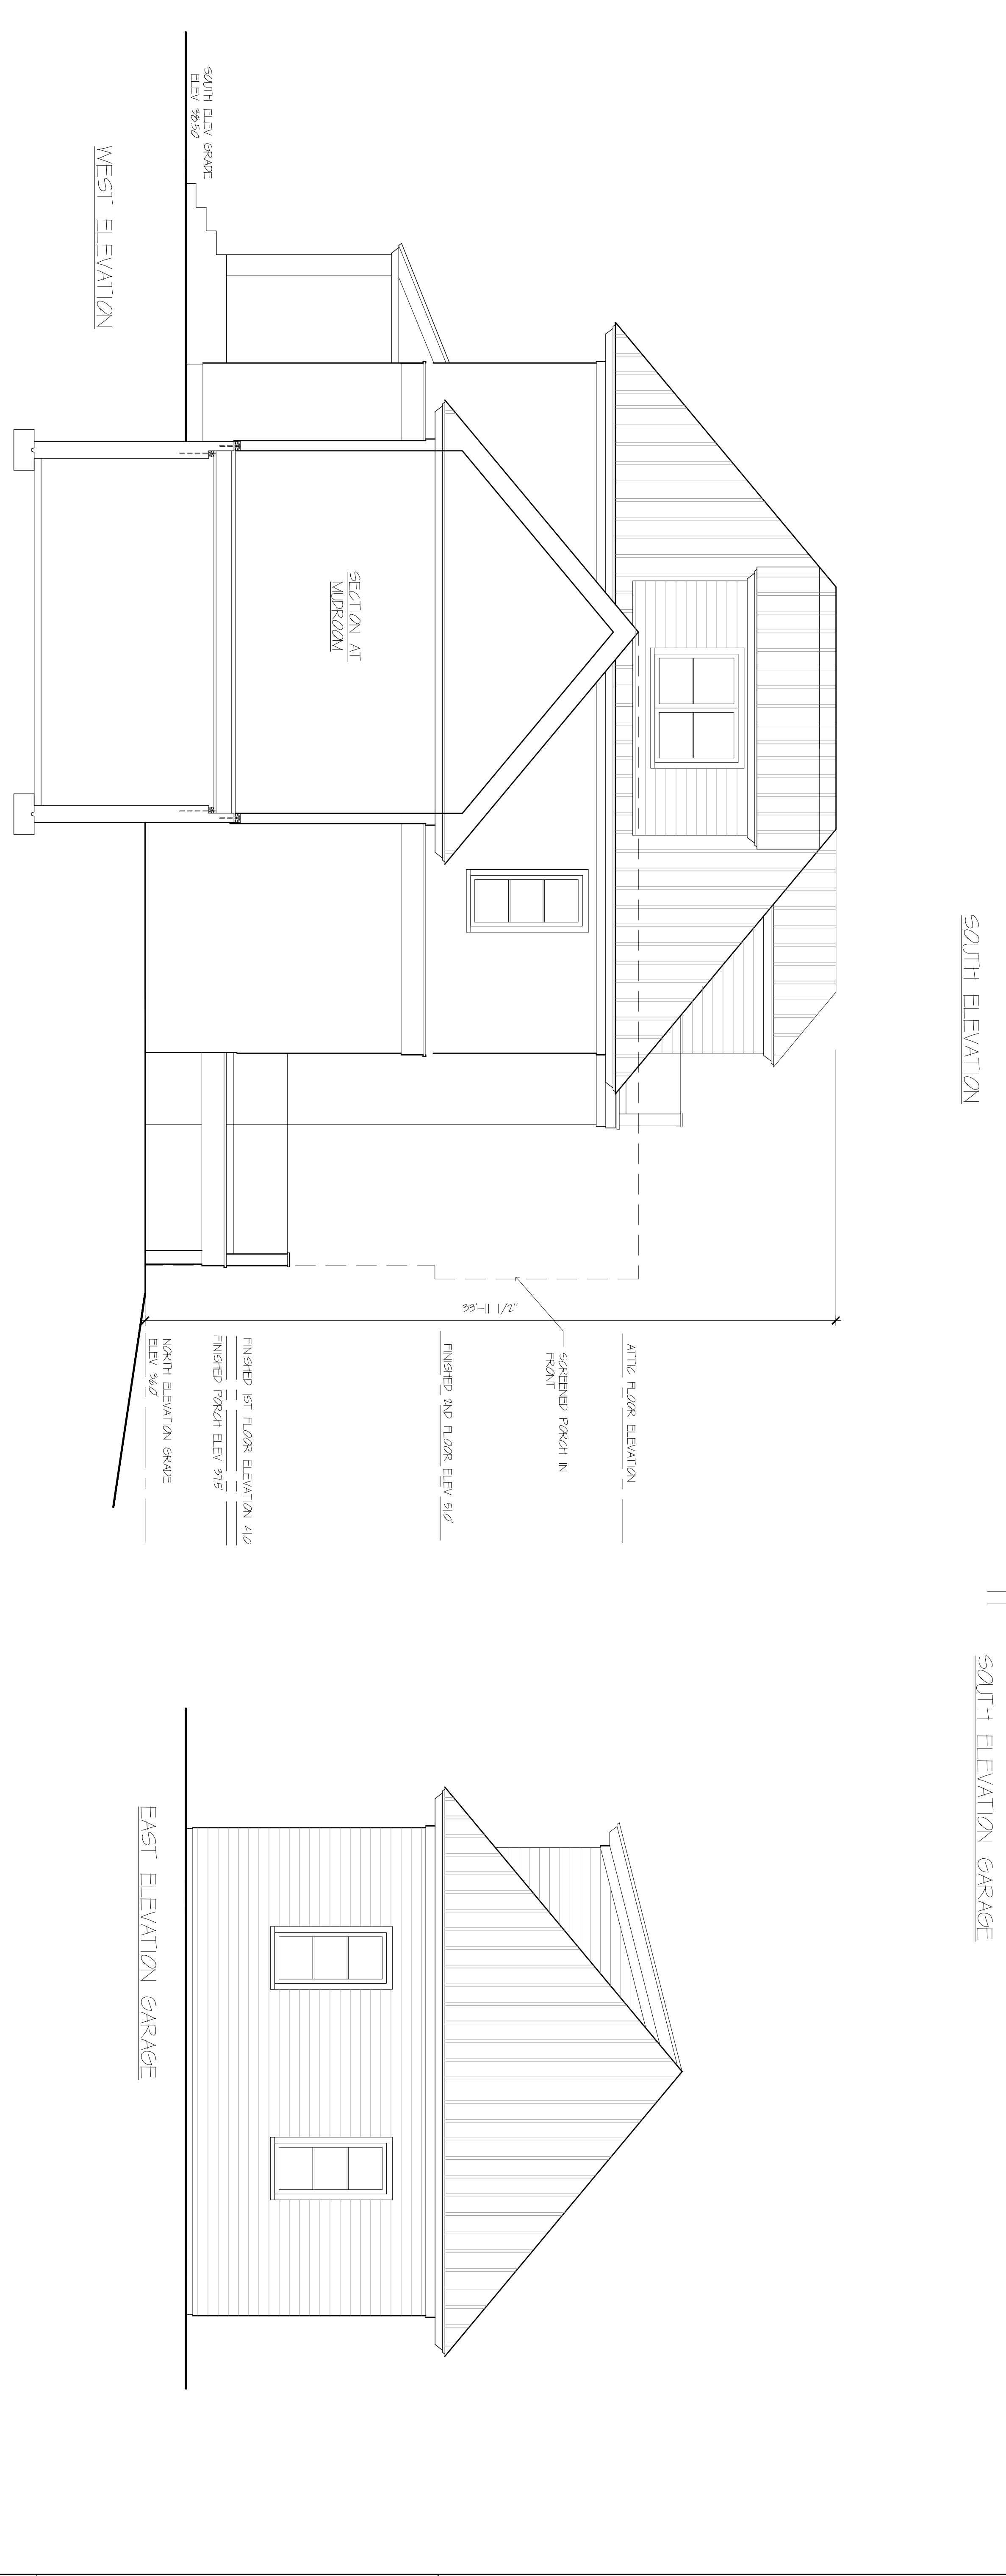 SOUTH ELEVATION
SOUTH ELEVATION GARAGE
ATTIC FLOOR ELEVATION
SCREENED PORCH IN
FRONT
33'-11 1/2"
FINISHED 2ND FLOOR ELEV 51.0'
SECTION AT
MUDROOM
FINISHED 1ST FLOOR ELEVATION 41.0
FINISHED PORCH ELEV 37.5'
SOUTH ELEV GRADE
ELEV 38.50
NORTH ELEVATION GRADE
ELEV 36.0'
WEST ELEVATION
EAST ELEVATION GARAGE